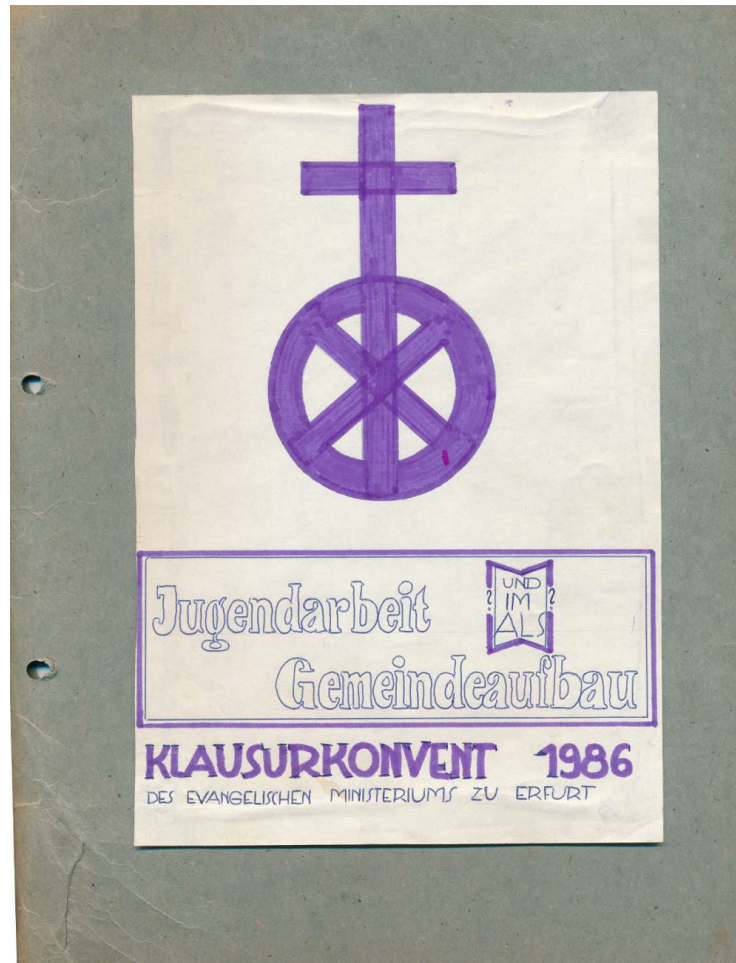 Jugendarbeit
? UND ?
IM
ALS
Gemeindeaufbau
KLAUSURKONVENT 1986
DES EVANGELISCHEN MINISTERIUMS ZU ERFURT